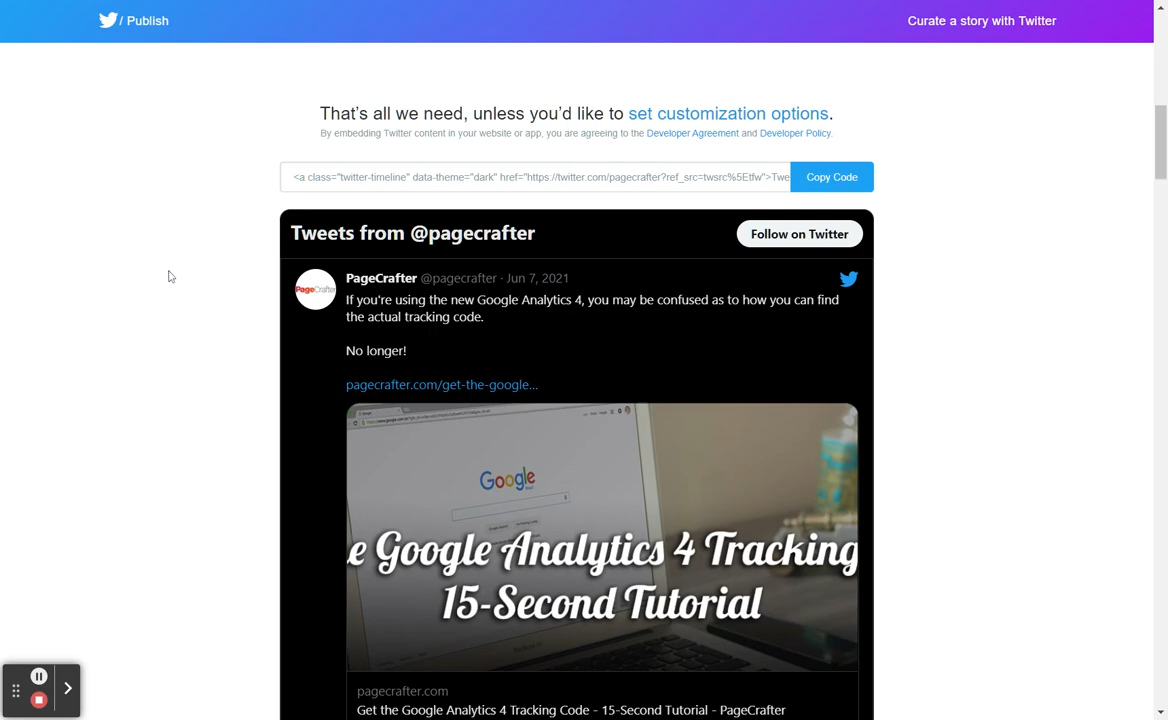 / Publish
Curate a story with Twitter
That's all we need, unless you'd like to set customization options.
By embedding Twitter content in your website or app, you are agreeing to the Developer Agreement and Developer Policy.
<a class="twitter-timeline" data-theme="dark" href="https://twitter.com/pagecrafter?ref_src=twsrc%5Etfw">Twe
Copy Code
Tweets from @pagecrafter
Follow on Twitter
PageCrafter
PageCrafter @pagecrafter · Jun 7, 2021
If you're using the new Google Analytics 4, you may be confused as to how you can find
the actual tracking code.
No longer!
pagecrafter.com/get-the-google...
Google
e Google Analytics 4 Tracking
15-Second Tutorial
pagecrafter.com
Get the Google Analytics 4 Tracking Code - 15-Second Tutorial - PageCrafter